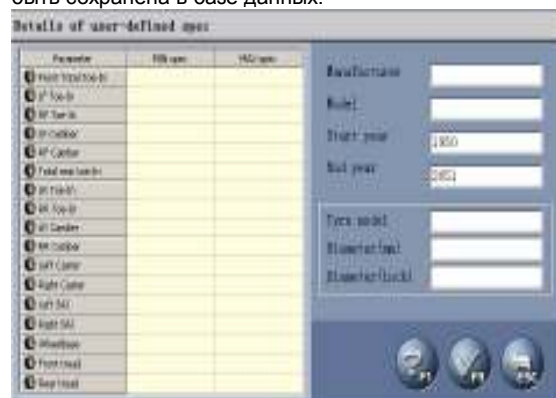 быть сохранена в базе данных.
Details of user-defined spec
Parameter
MIN spec
MAX spec
Front total toe-in
LF Toe-in
RF Toe-in
LF Camber
RF Camber
Total rear toe-in
LR Toe-in
RR Toe-in
LR Camber
RR Camber
Left Caster
Right Caster
Left SAI
Right SAI
Wheelbase
Front tread
Rear tread
Manufacture
Model
Start year
1950
End year
2051
Tyre model
Diameter(mm)
Diameter(inch)
ESC